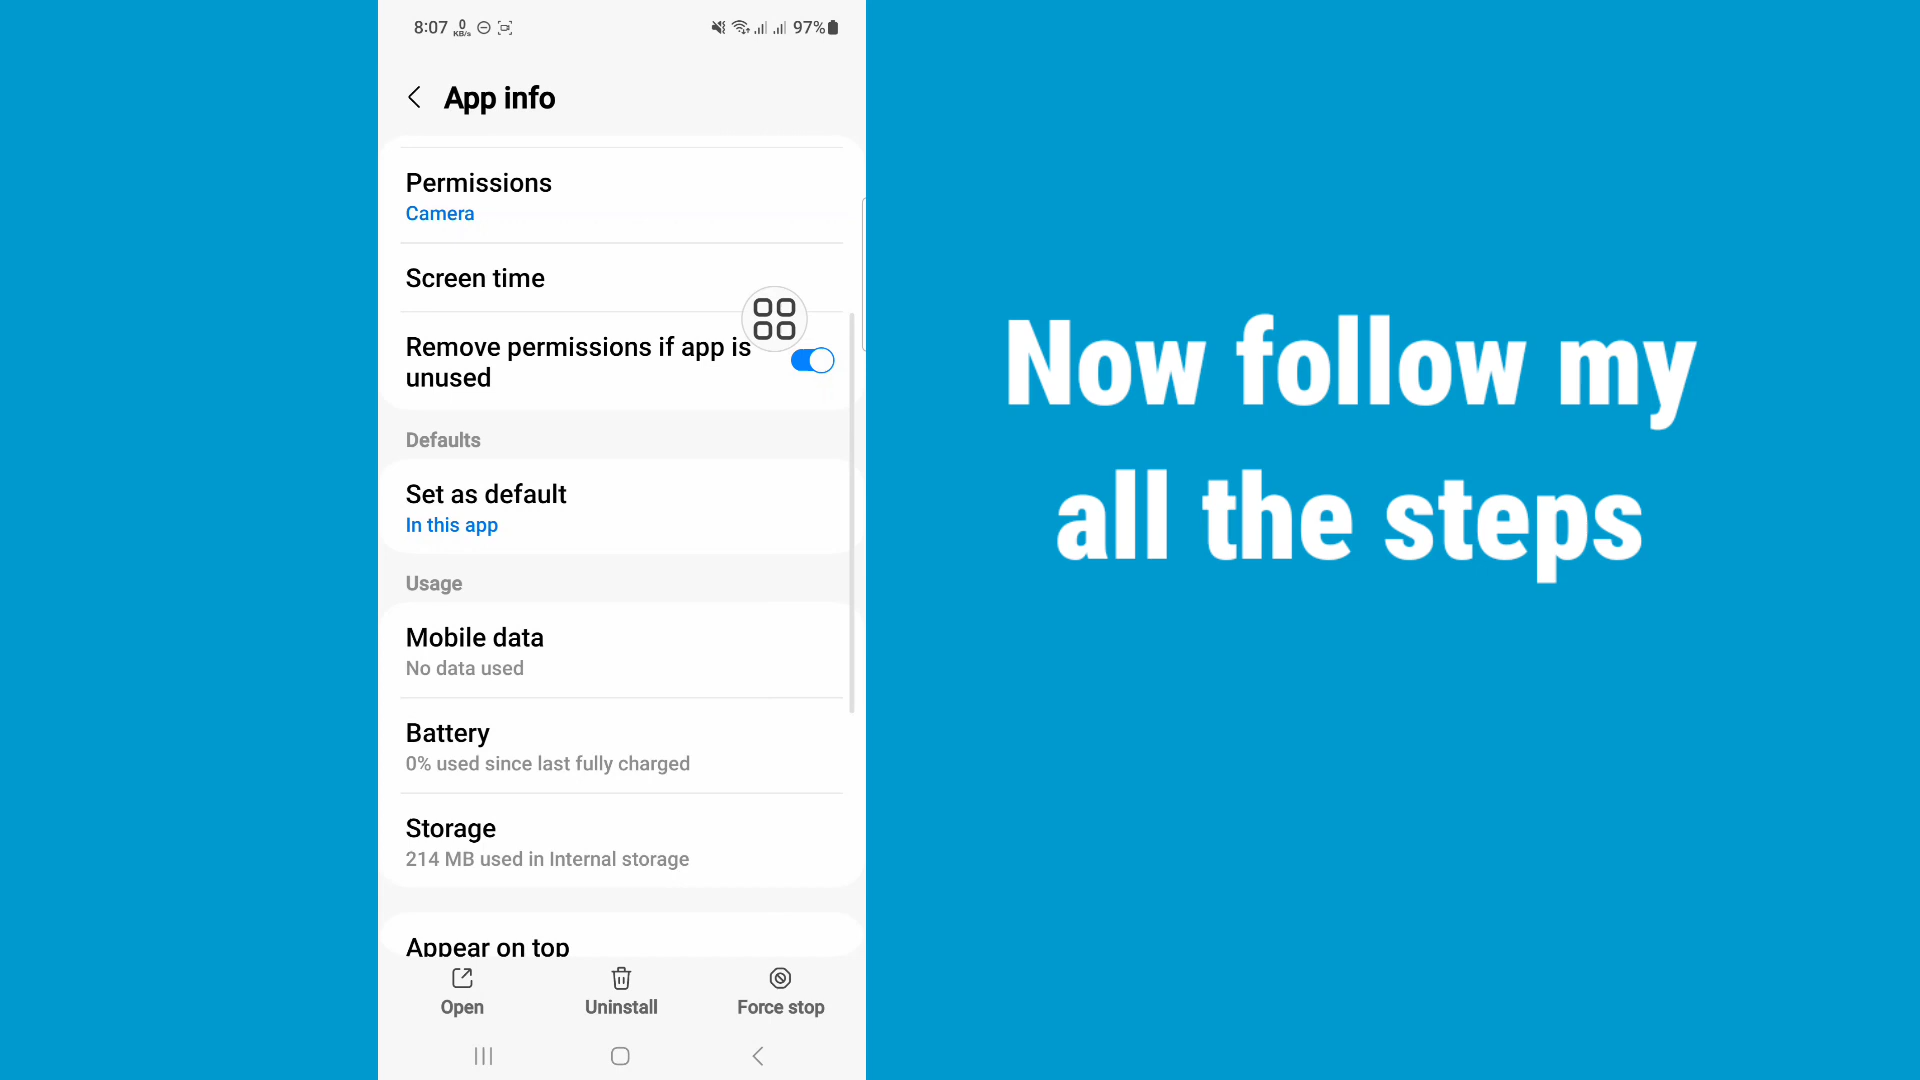 8:07 0 KB/s 97%
App info
Permissions
Camera
Screen time
Remove permissions if app is
unused
Defaults
Set as default
In this app
Usage
Mobile data
No data used
Battery
0% used since last fully charged
Storage
214 MB used in Internal storage
Appear on top
Open Uninstall Force stop
Now follow my
all the steps